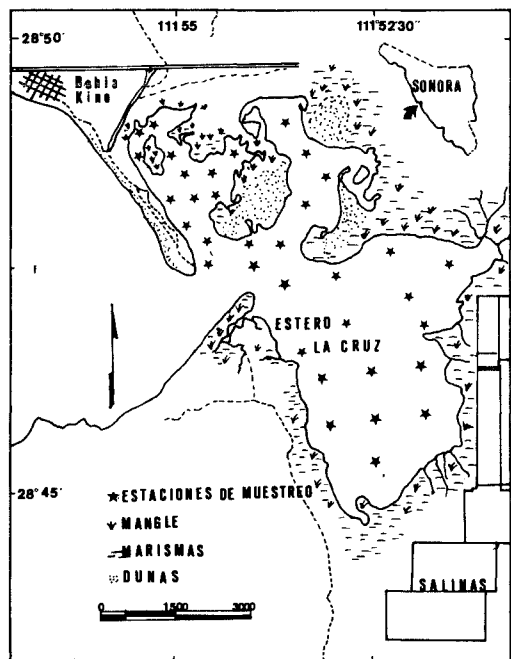 111 55
111°52'30''
28°50
Bahia
Kino
SONORA
ESTERO
LA CRUZ
28°45
ESTACIONES DE MUESTREO
MANGLE
MARISMAS
DUNAS
0
1500
3000
SALINAS